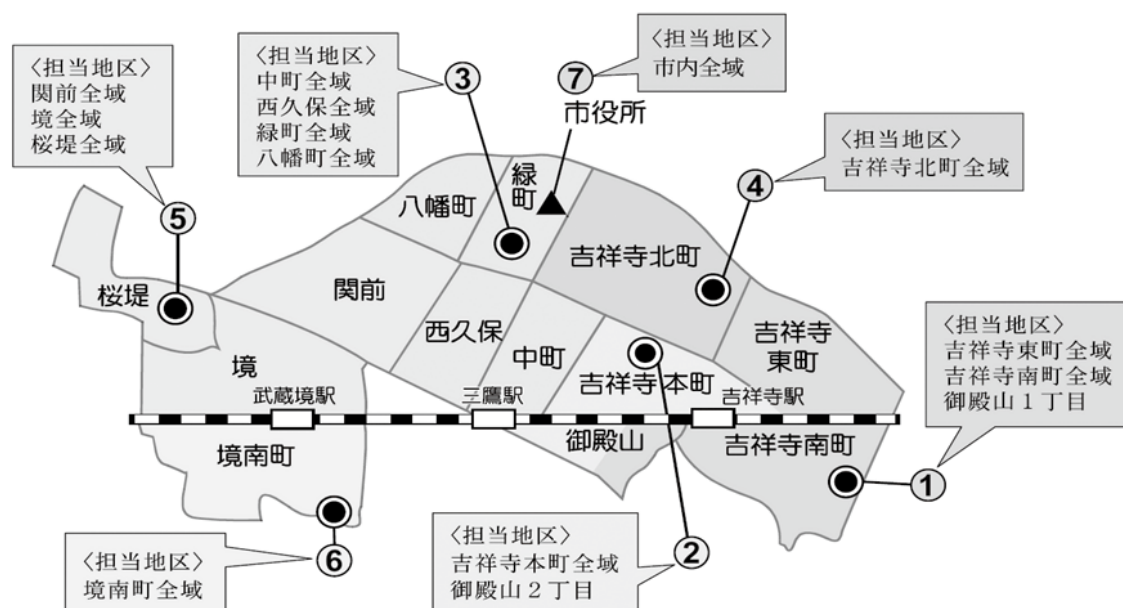 〈担当地区〉
関前全域
境全域
桜堤全域
⑤
〈担当地区〉
中町全域
西久保全域
緑町全域
八幡町全域
③
〈担当地区〉
市内全域
⑦
市役所
〈担当地区〉
吉祥寺北町全域
④
〈担当地区〉
吉祥寺東町全域
吉祥寺南町全域
御殿山1丁目
①
〈担当地区〉
吉祥寺本町全域
御殿山2丁目
②
〈担当地区〉
境南町全域
⑥
緑町
八幡町
吉祥寺北町
関前
桜堤
西久保
中町
吉祥寺
東町
境
吉祥寺本町
武蔵境駅
三鷹駅
吉祥寺駅
境南町
御殿山
吉祥寺南町